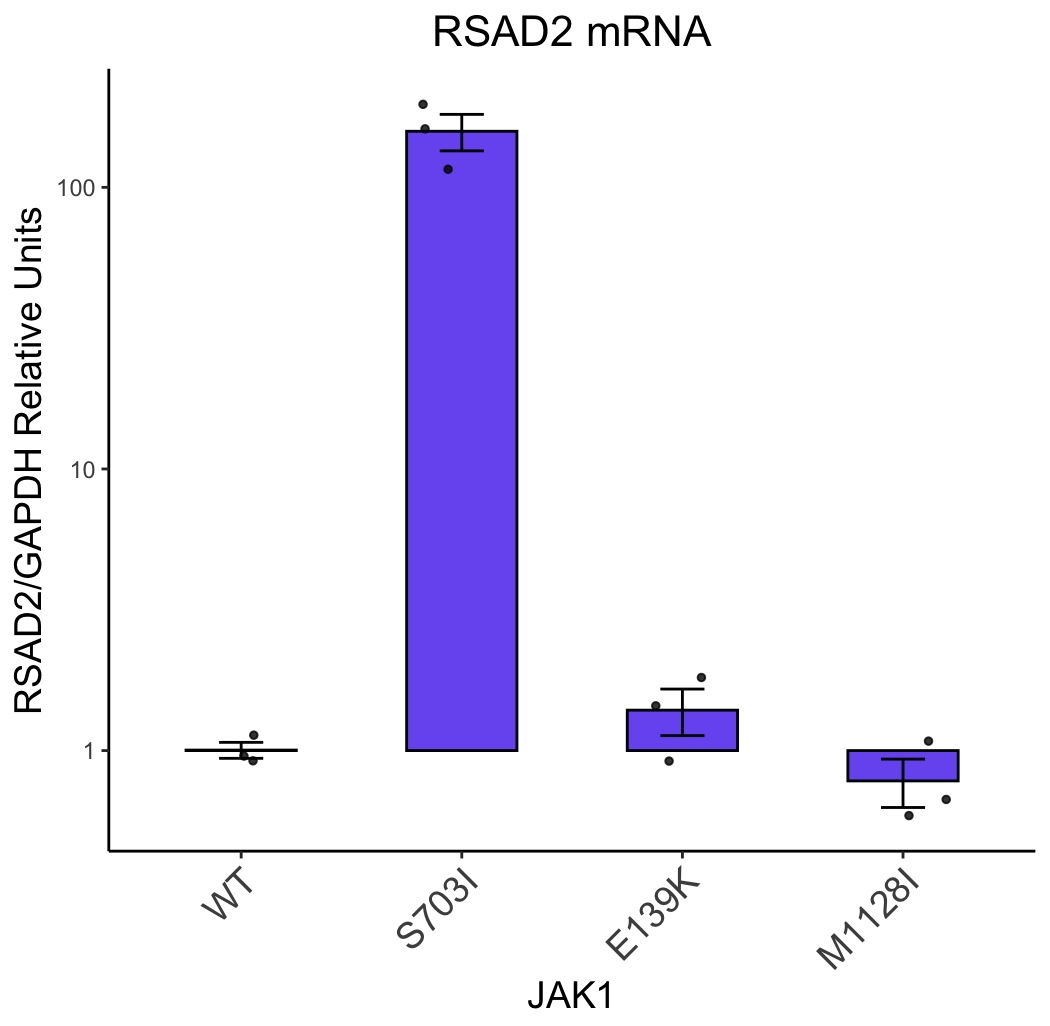 RSAD2 mRNA
RSAD2/GAPDH Relative Units
100
10
1
WT
S703I
E139K
M1128I
JAK1